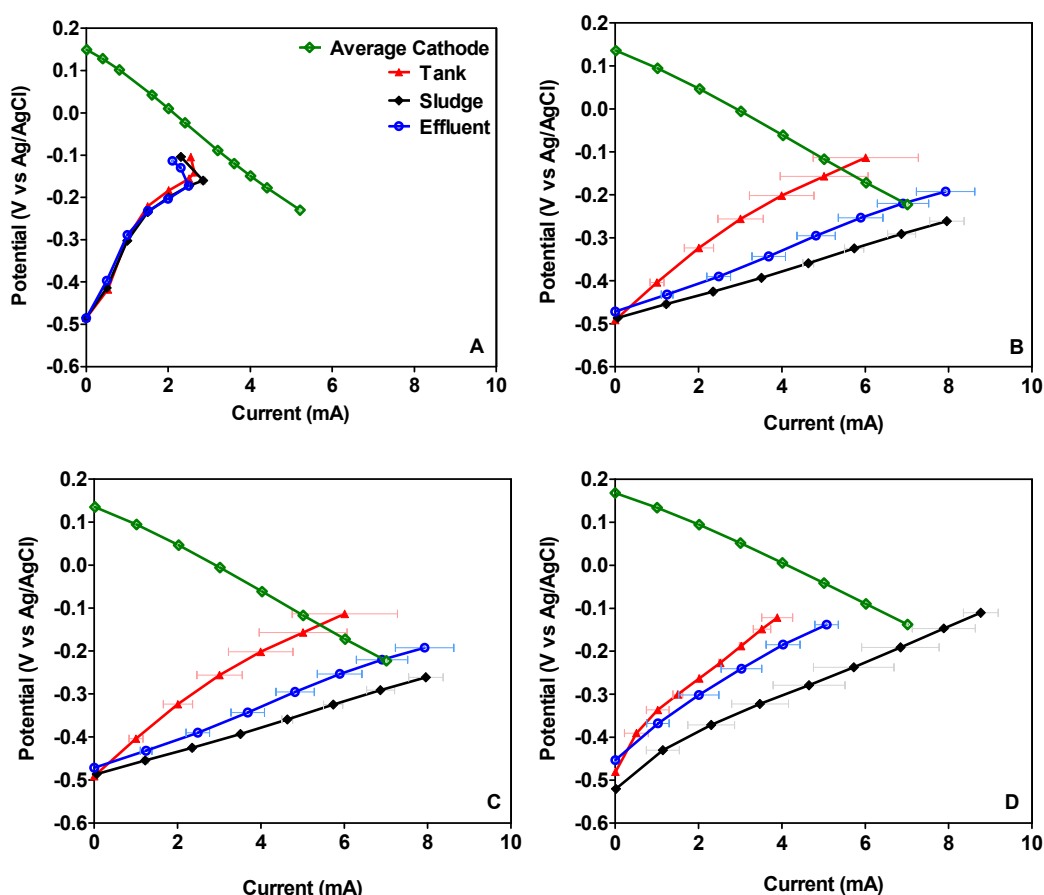 0.2
0.1
0.0
-0.1
-0.2
-0.3
-0.4
-0.5
-0.6
Potential (V vs Ag/AgCl)
Average Cathode
Tank
Sludge
Effluent
A
0 2 4 6 8 10
Current (mA)
0.2
0.1
0.0
-0.1
-0.2
-0.3
-0.4
-0.5
-0.6
Potential (V vs Ag/AgCl)
B
0 2 4 6 8 10
Current (mA)
0.2
0.1
0.0
-0.1
-0.2
-0.3
-0.4
-0.5
-0.6
Potential (V vs Ag/AgCl)
C
0 2 4 6 8 10
Current (mA)
0.2
0.1
0.0
-0.1
-0.2
-0.3
-0.4
-0.5
-0.6
Potential (V vs Ag/AgCl)
D
0 2 4 6 8 10
Current (mA)